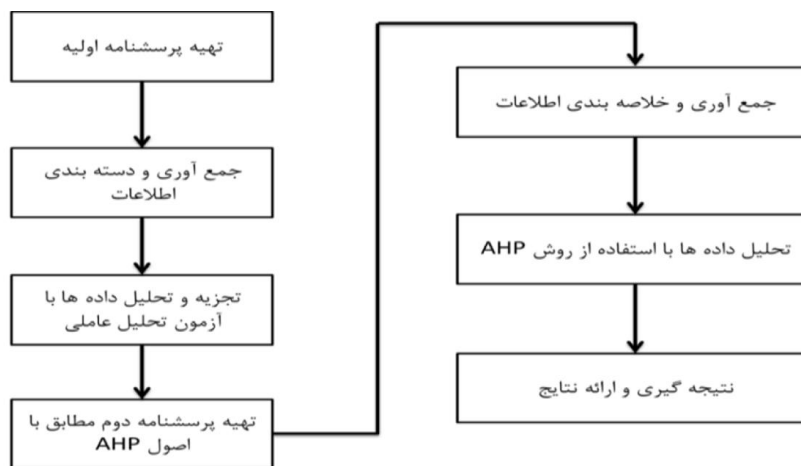 تهیه پرسشنامه اولیه
جمع آوری و دسته بندی
اطلاعات
تجزیه و تحلیل داده ها با
آزمون تحلیل عاملی
تهیه پرسشنامه دوم مطابق با
اصول AHP
جمع آوری و خلاصه بندی اطلاعات
تحلیل داده ها با استفاده از روش AHP
نتیجه گیری و ارائه نتایج